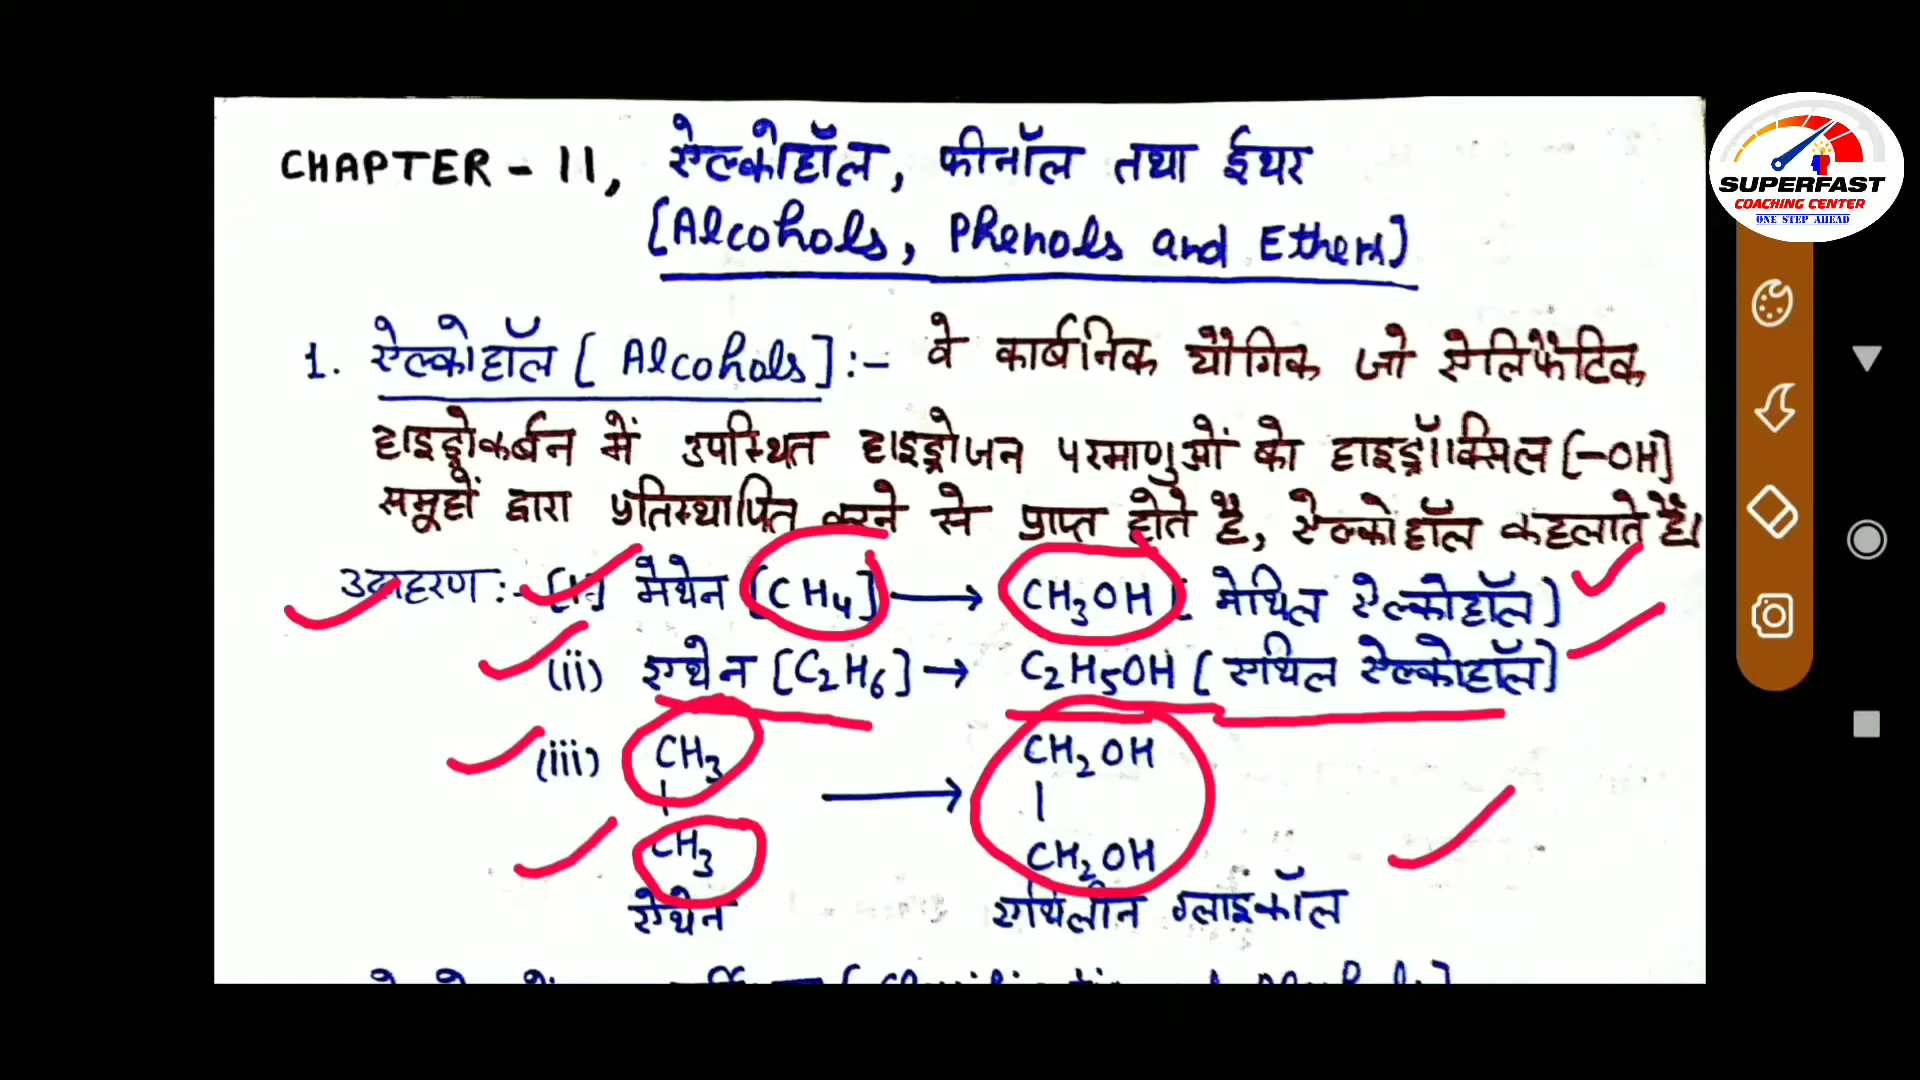 CHAPTER - 11, ऐल्कोहॉल, फीनॉल तथा ईथर
[Alcohols, Phenols and Ethers]
1. ऐल्कोहॉल [Alcohols] :- वे कार्बनिक यौगिक जो ऐलिफैटिक
हाइड्रोकर्बन में उपस्थित हाइड्रोजन परमाणुओं को हाइड्रॉक्सिल [-OH]
समूहों द्वारा प्रतिस्थापित करने से प्राप्त होते है, ऐल्कोहॉल कहलाते हैं।
उदाहरण :- (i) मेथेन [CH4] → CH3OH [मेथिल ऐल्कोहॉल]
(ii) एथेन [C2H6] → C2H5OH [एथिल ऐल्कोहॉल]
(iii) CH3 → CH2OH
| |
CH3 CH2OH
एथेन एथिलीन ग्लाइकॉल
SUPERFAST
COACHING CENTER
ONE STEP AHEAD